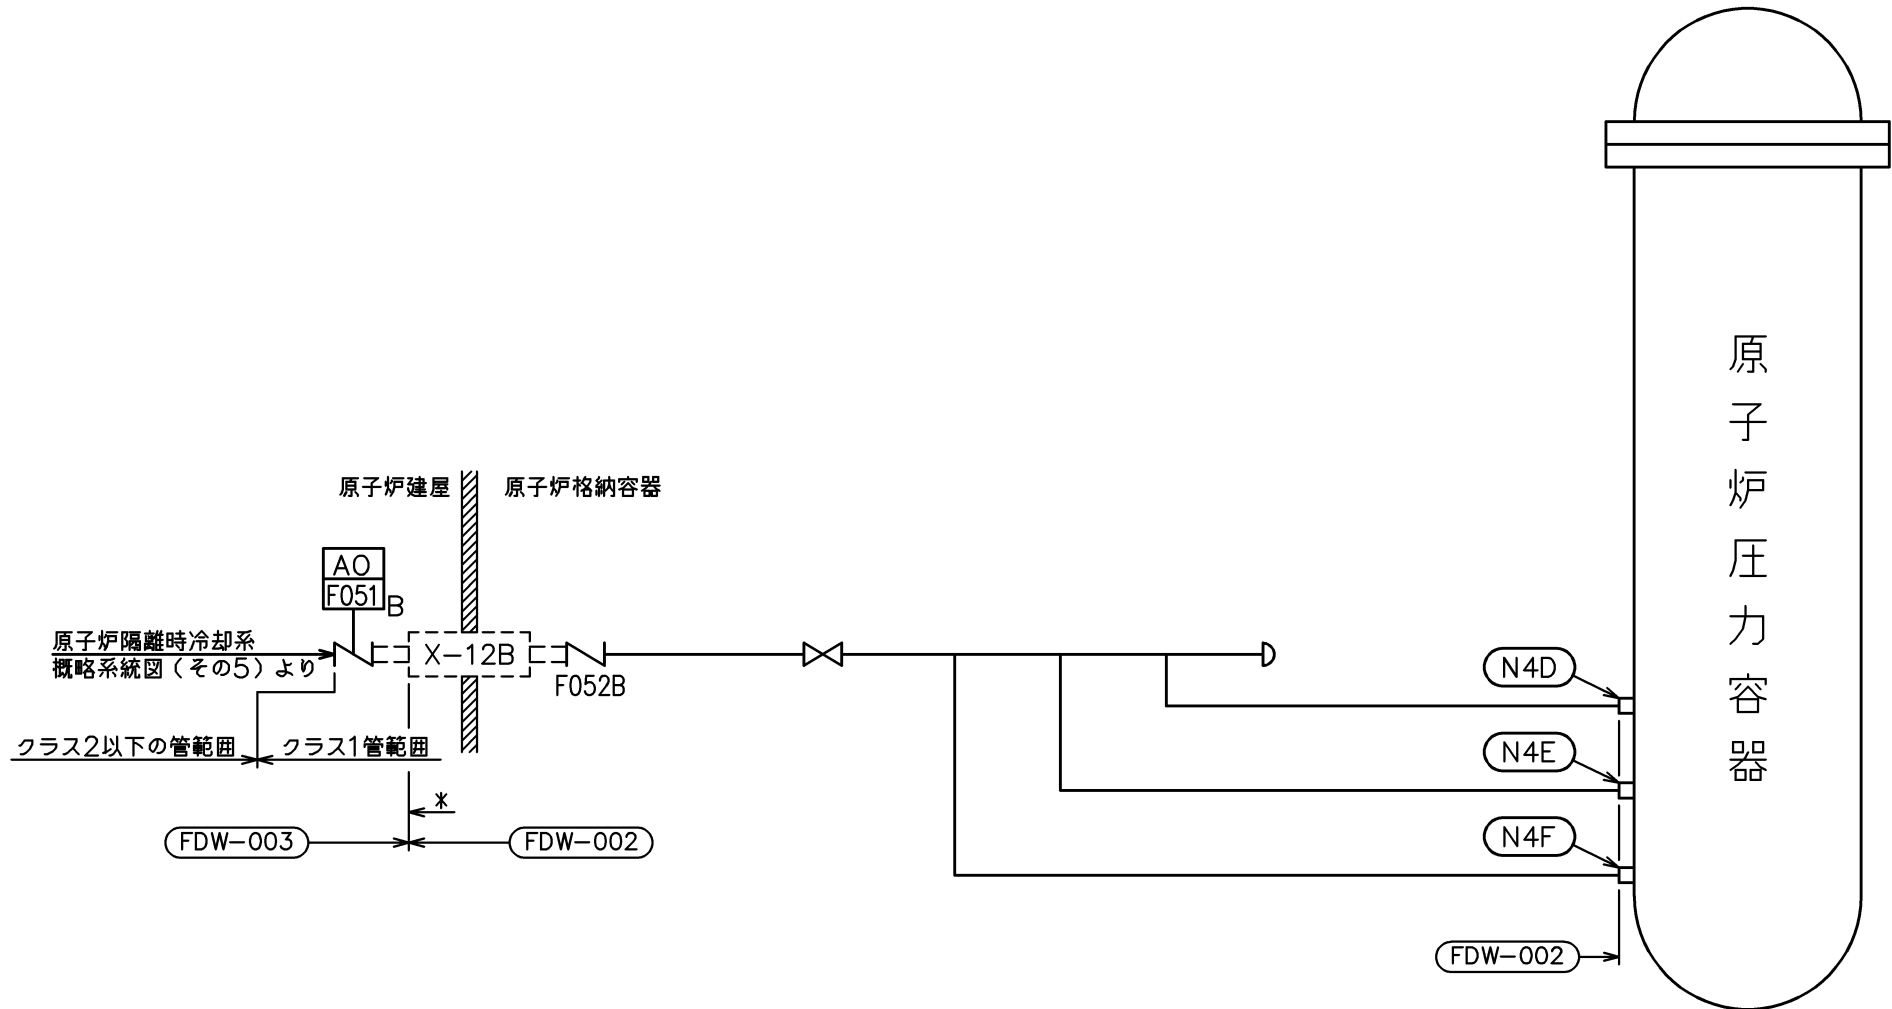 原子炉圧力容器
原子炉建屋
原子炉格納容器
AO
F051
B
原子炉隔離時冷却系
概略系統図(その5)より
X-12B
F052B
クラス2以下の管範囲
クラス1管範囲
*
FDW-003
FDW-002
N4D
N4E
N4F
FDW-002